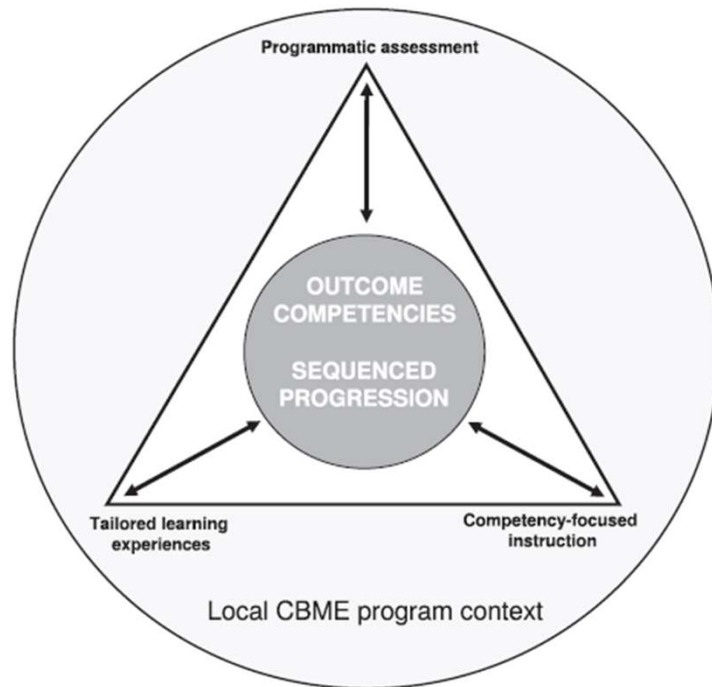 Programmatic assessment
OUTCOME
COMPETENCIES
SEQUENCED
PROGRESSION
Tailored learning
experiences
Competency-focused
instruction
Local CBME program context